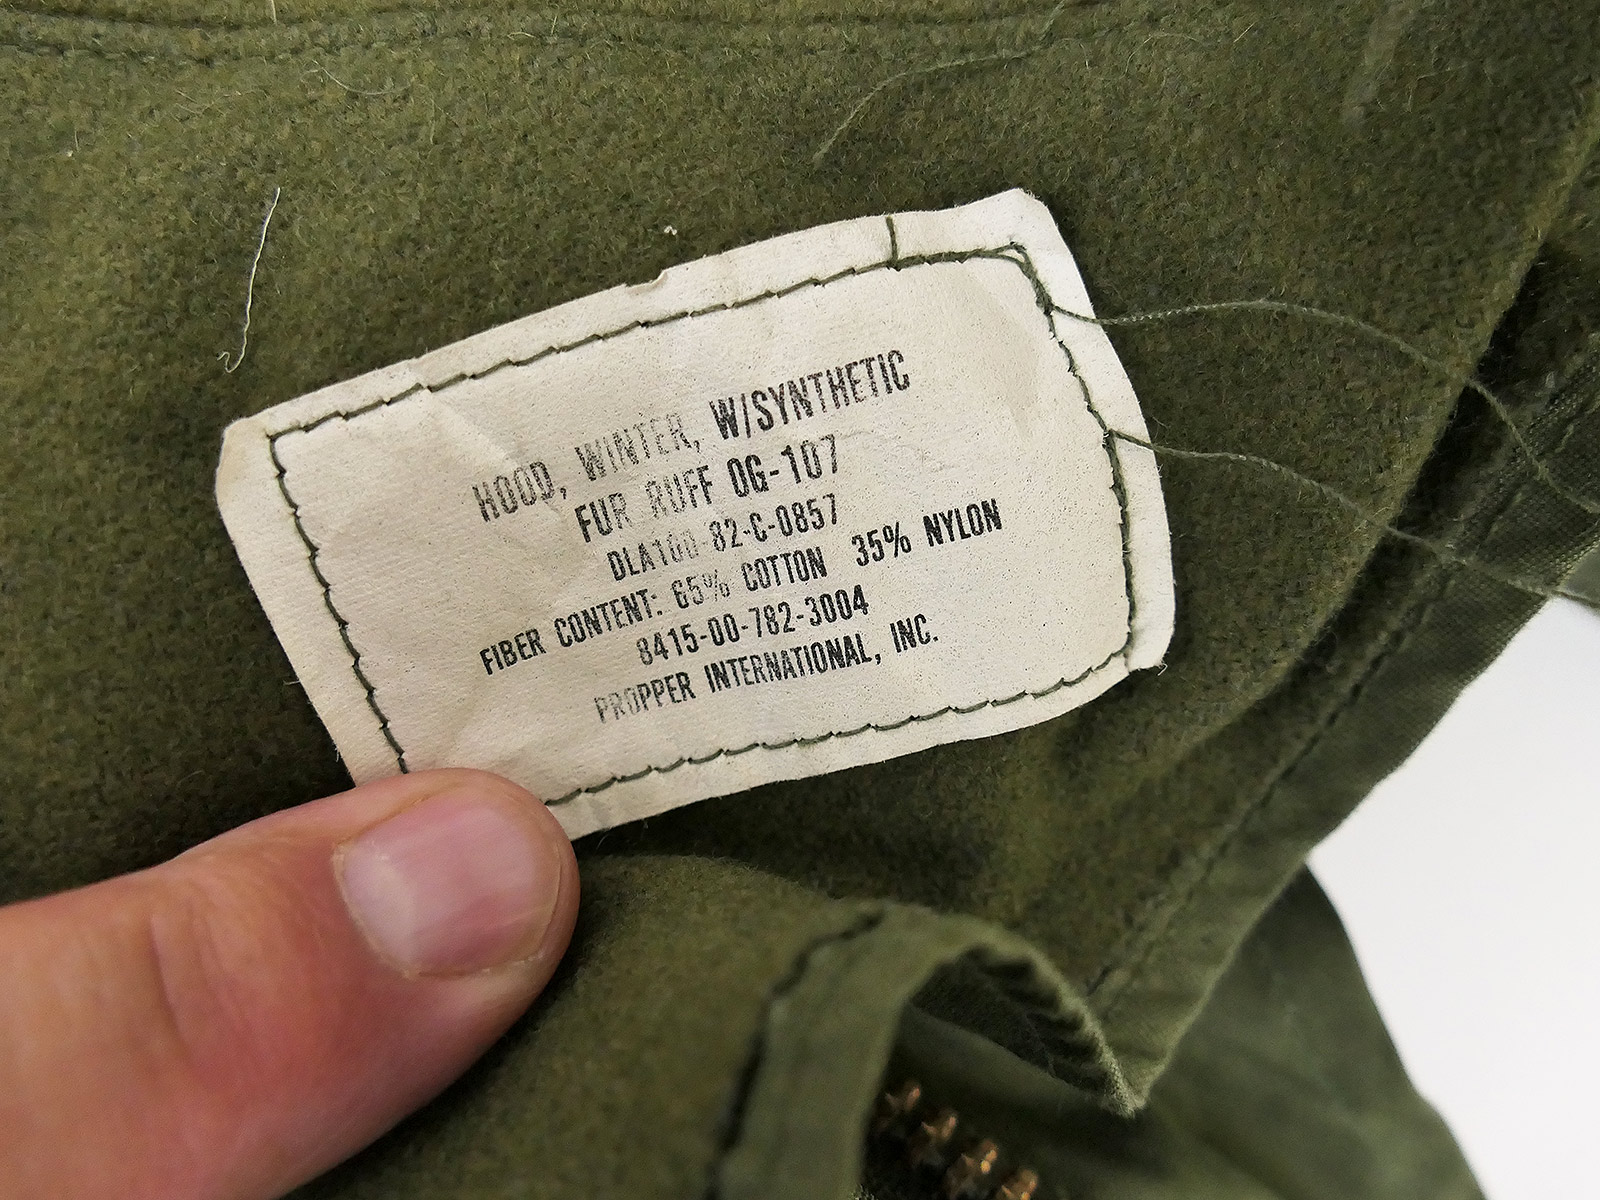 HOOD, WINTER, W/SYNTHETIC
FUR RUFF OG-107
DLA100-82-C-0857
FIBER CONTENT: 65% COTTON 35% NYLON
8415-00-782-3004
PROPPER INTERNATIONAL, INC.